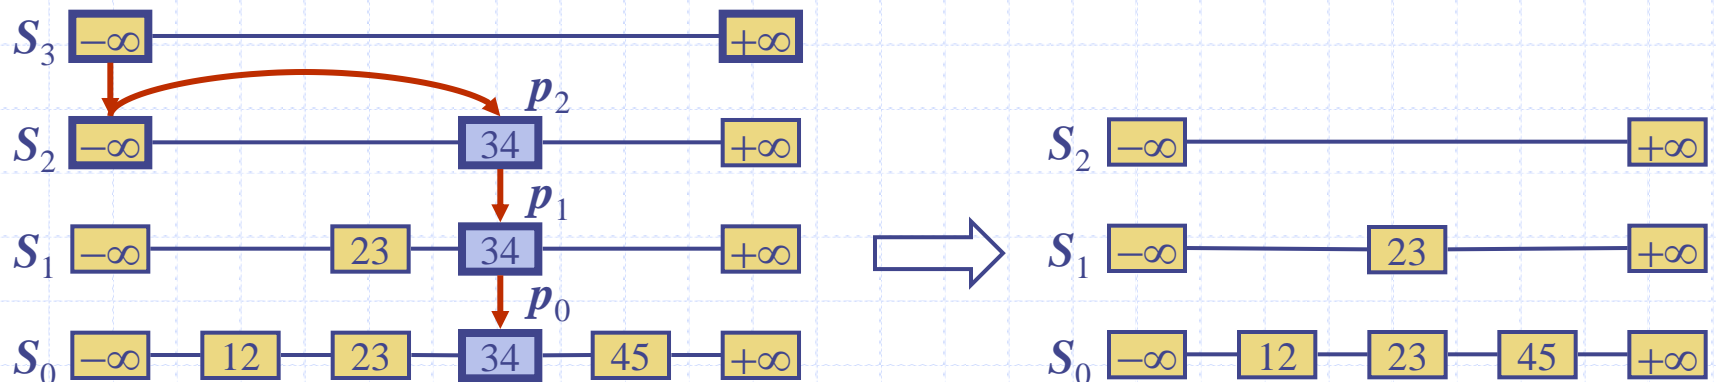 S3 −∞ +∞
p2
S2 −∞ 34 +∞
p1
S1 −∞ 23 34 +∞
p0
S0 −∞ 12 23 34 45 +∞
S2 −∞ +∞
S1 −∞ 23 +∞
S0 −∞ 12 23 45 +∞